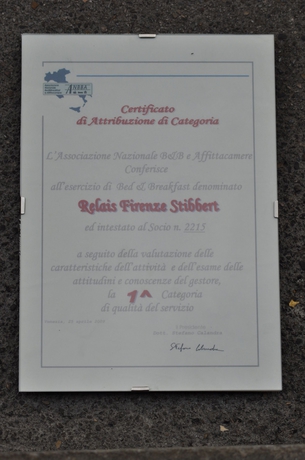 Certificato
di Attribuzione di Categoria
L'Associazione Nazionale B&B e Affittacamere
Conferisce
all'esercizio di Bed & Breakfast denominato
Relais Firenze Stibbert
ed intestato al Socio n. 2215
a seguito della valutazione delle
caratteristiche dell'attività e dell'esame delle
attitudini e conoscenze del gestore,
la 1^ Categoria
di qualità del servizio